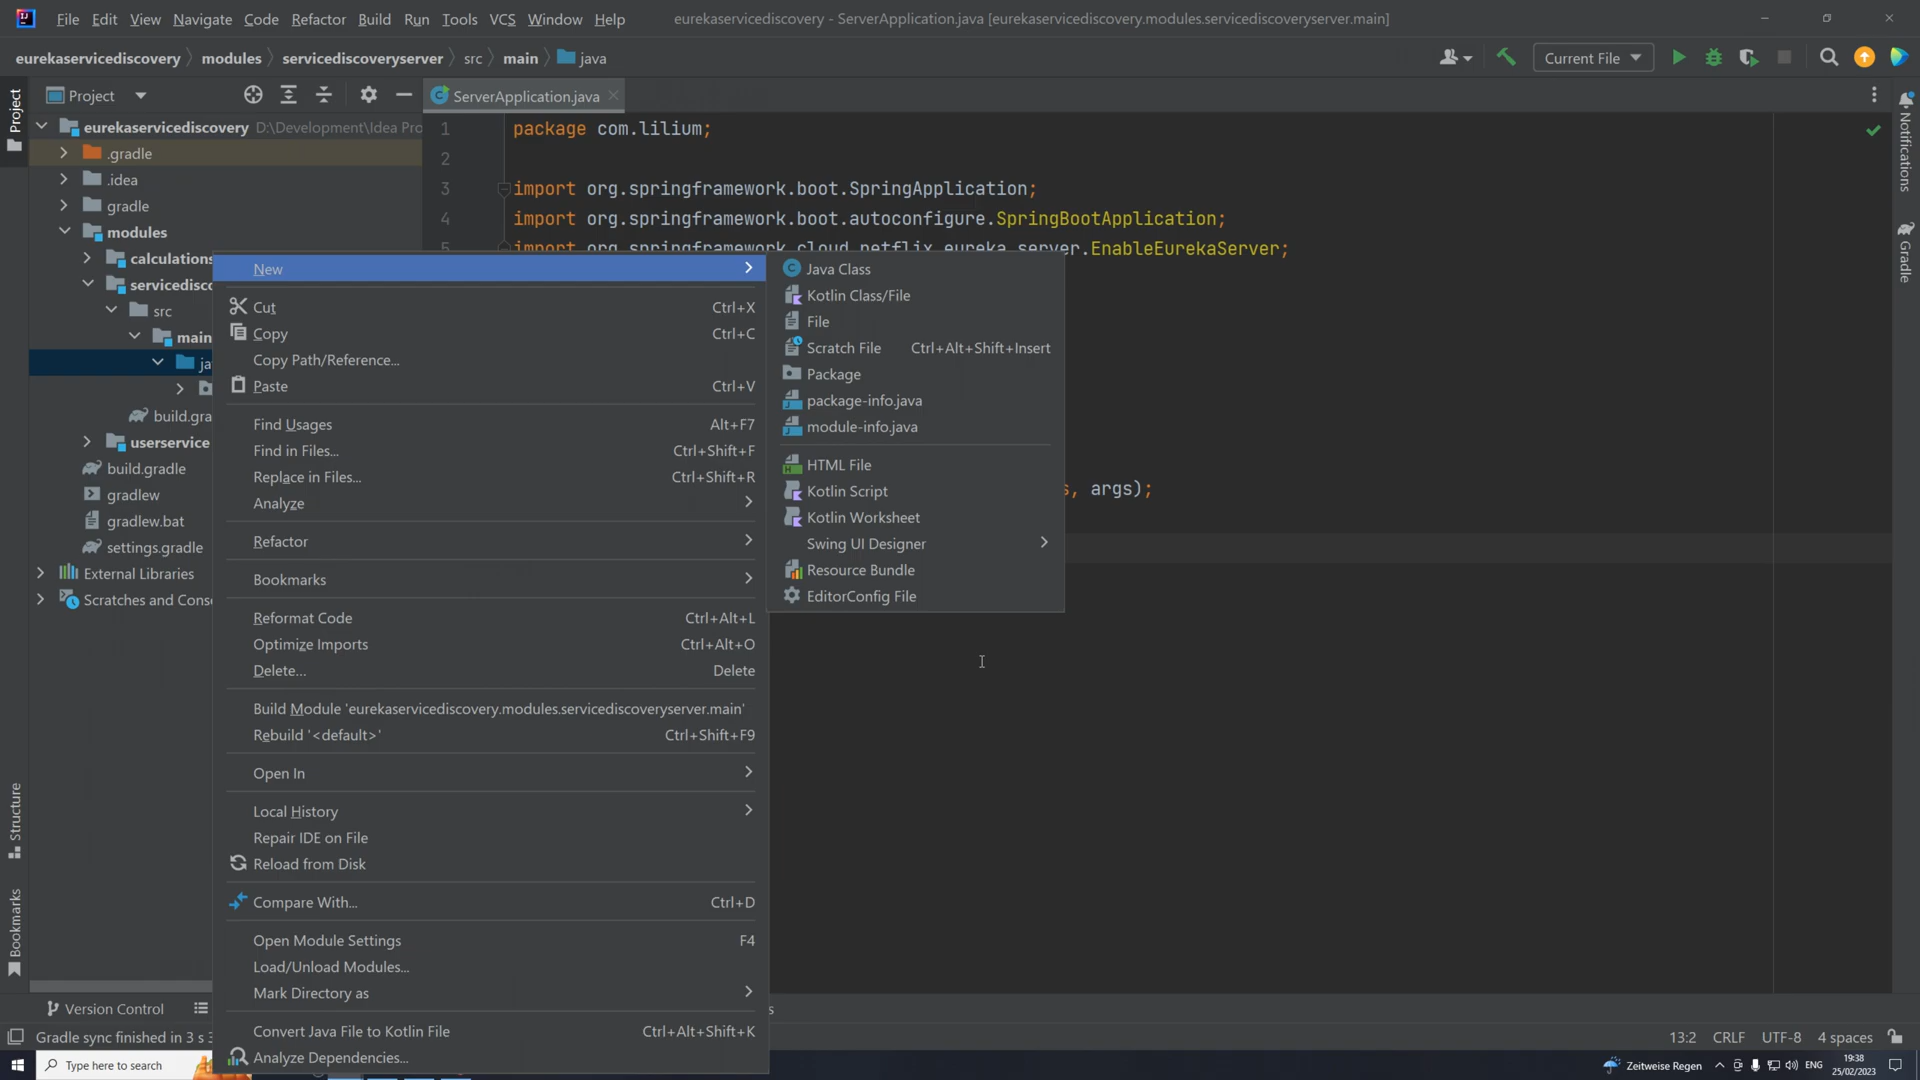 File Edit View Navigate Code Refactor Build Run Tools VCS Window Help
eurekaservicediscovery - ServerApplication.java [eurekaservicediscovery.modules.servicediscoveryserver.main]
eurekaservicediscovery modules servicediscoveryserver src main java
Current File
Project
ServerApplication.java
Project
Structure
Bookmarks
Notifications
Gradle
eurekaservicediscovery D:\Development\Idea Pro
.gradle
.idea
gradle
modules
calculations
servicedisco
src
main
ja
build.gra
userservice
build.gradle
gradlew
gradlew.bat
settings.gradle
External Libraries
Scratches and Conso
1 package com.lilium;
2
3 import org.springframework.boot.SpringApplication;
4 import org.springframework.boot.autoconfigure.SpringBootApplication;
5 import org.springframework.cloud.netflix.eureka.server.EnableEurekaServer;
s, args);
New
Cut Ctrl+X
Copy Ctrl+C
Copy Path/Reference...
Paste Ctrl+V
Find Usages Alt+F7
Find in Files... Ctrl+Shift+F
Replace in Files... Ctrl+Shift+R
Analyze
Refactor
Bookmarks
Reformat Code Ctrl+Alt+L
Optimize Imports Ctrl+Alt+O
Delete... Delete
Build Module 'eurekaservicediscovery.modules.servicediscoveryserver.main'
Rebuild '<default>' Ctrl+Shift+F9
Open In
Local History
Repair IDE on File
Reload from Disk
Compare With... Ctrl+D
Open Module Settings F4
Load/Unload Modules...
Mark Directory as
Convert Java File to Kotlin File Ctrl+Alt+Shift+K
Analyze Dependencies...
Java Class
Kotlin Class/File
File
Scratch File Ctrl+Alt+Shift+Insert
Package
package-info.java
module-info.java
HTML File
Kotlin Script
Kotlin Worksheet
Swing UI Designer
Resource Bundle
EditorConfig File
Version Control
s
Gradle sync finished in 3 s 3
13:2 CRLF UTF-8 4 spaces
Type here to search
Zeitweise Regen ENG
19:38
25/02/2023